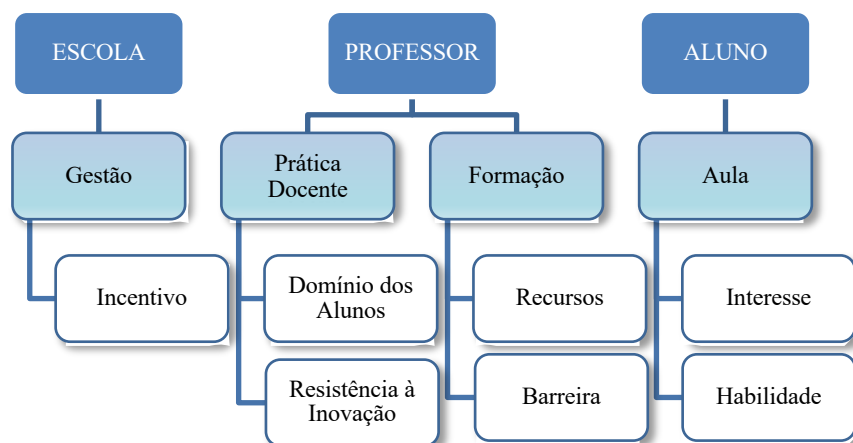 ESCOLA
PROFESSOR
ALUNO
Gestão
Prática
Docente
Formação
Aula
Incentivo
Domínio dos
Alunos
Recursos
Interesse
Resistência à
Inovação
Barreira
Habilidade